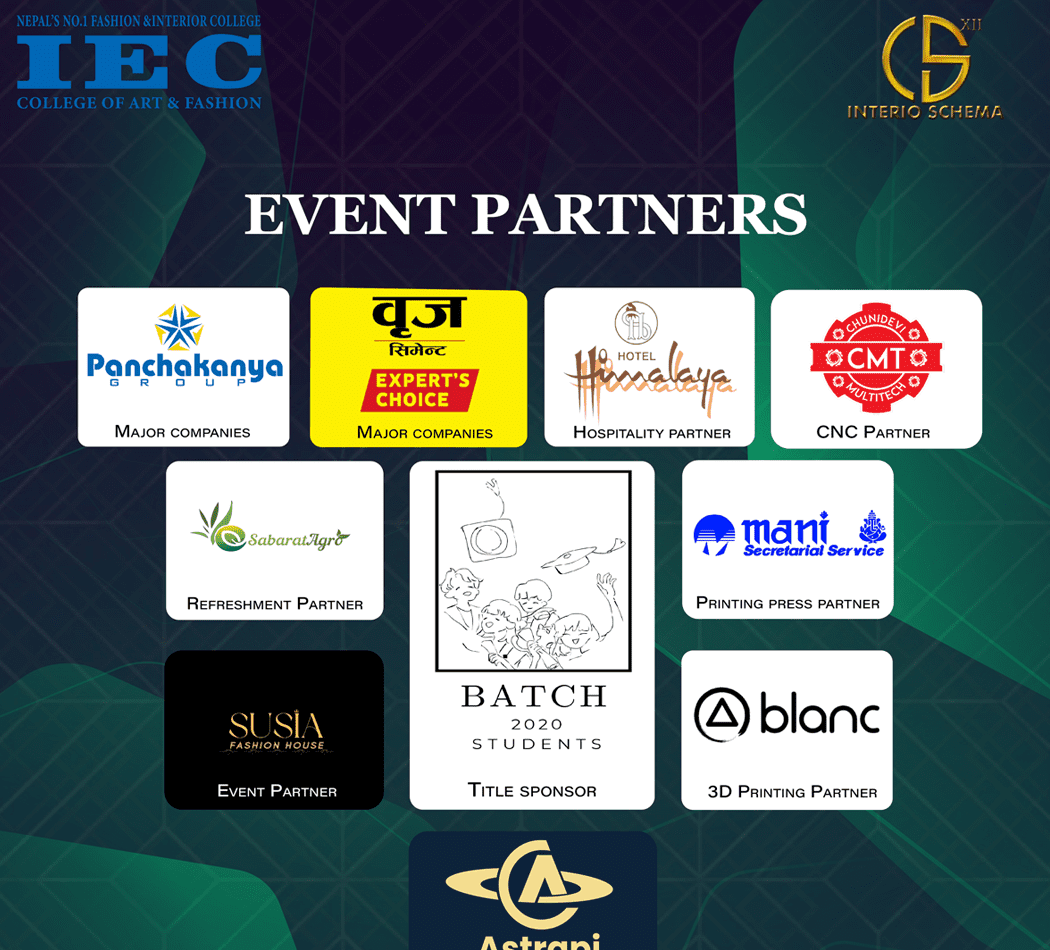 NEPAL'S NO.1 FASHION & INTERIOR COLLEGE
IEC
COLLEGE OF ART & FASHION
XII
INTERIO SCHEMA
EVENT PARTNERS
Panchakanya
GROUP
MAJOR COMPANIES
वृज
सिमेन्ट
EXPERT'S
CHOICE
MAJOR COMPANIES
HOTEL
Himalaya
HOSPITALITY PARTNER
CHUNIDEVI
CMT
MULTITECH
CNC PARTNER
SabaratAgro
REFRESHMENT PARTNER
BATCH
2020
STUDENTS
TITLE SPONSOR
mani
Secretarial Service
PRINTING PRESS PARTNER
SUSIA
FASHION HOUSE
EVENT PARTNER
blanc
3D PRINTING PARTNER